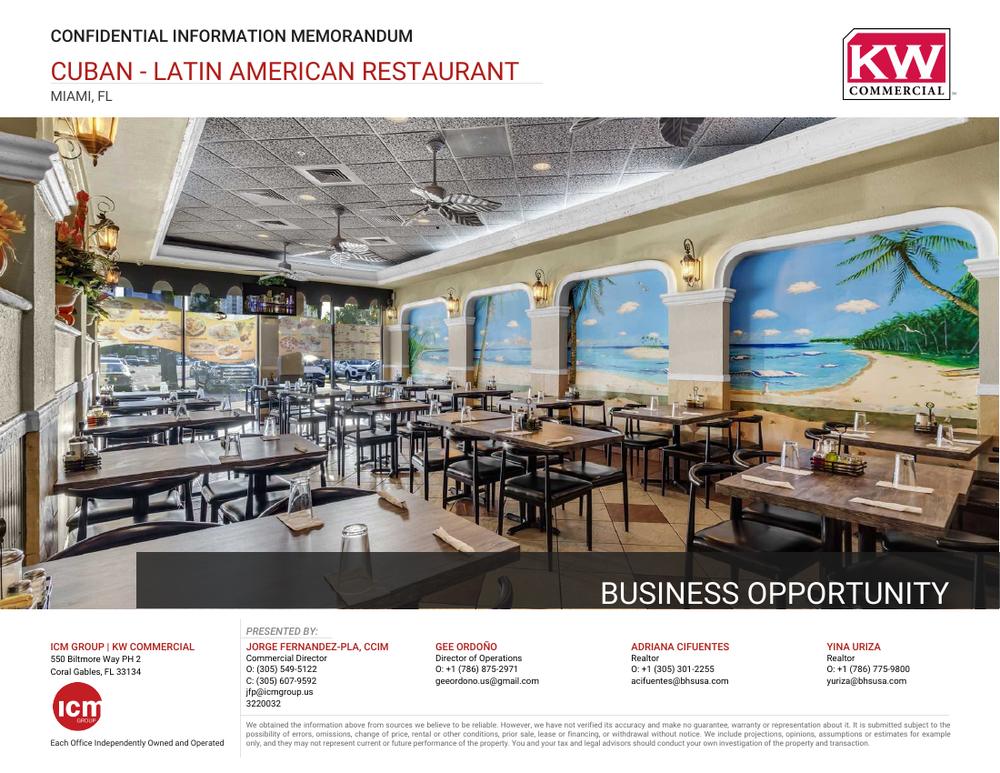 CONFIDENTIAL INFORMATION MEMORANDUM
CUBAN - LATIN AMERICAN RESTAURANT
MIAMI, FL
KW
COMMERCIAL
BUSINESS OPPORTUNITY
ICM GROUP | KW COMMERCIAL
550 Biltmore Way PH 2
Coral Gables, FL 33134
icm
GROUP
Each Office Independently Owned and Operated
PRESENTED BY:
JORGE FERNANDEZ-PLA, CCIM
Commercial Director
O: (305) 549-5122
C: (305) 607-9592
jfp@icmgroup.us
3220032
GEE ORDOÑO
Director of Operations
O: +1 (786) 875-2971
geeordono.us@gmail.com
ADRIANA CIFUENTES
Realtor
O: +1 (305) 301-2255
acifuentes@bhsusa.com
YINA URIZA
Realtor
O: +1 (786) 775-9800
yuriza@bhsusa.com
We obtained the information above from sources we believe to be reliable. However, we have not verified its accuracy and make no guarantee, warranty or representation about it. It is submitted subject to the
possibility of errors, omissions, change of price, rental or other conditions, prior sale, lease or financing, or withdrawal without notice. We include projections, opinions, assumptions or estimates for example
only, and they may not represent current or future performance of the property. You and your tax and legal advisors should conduct your own investigation of the property and transaction.